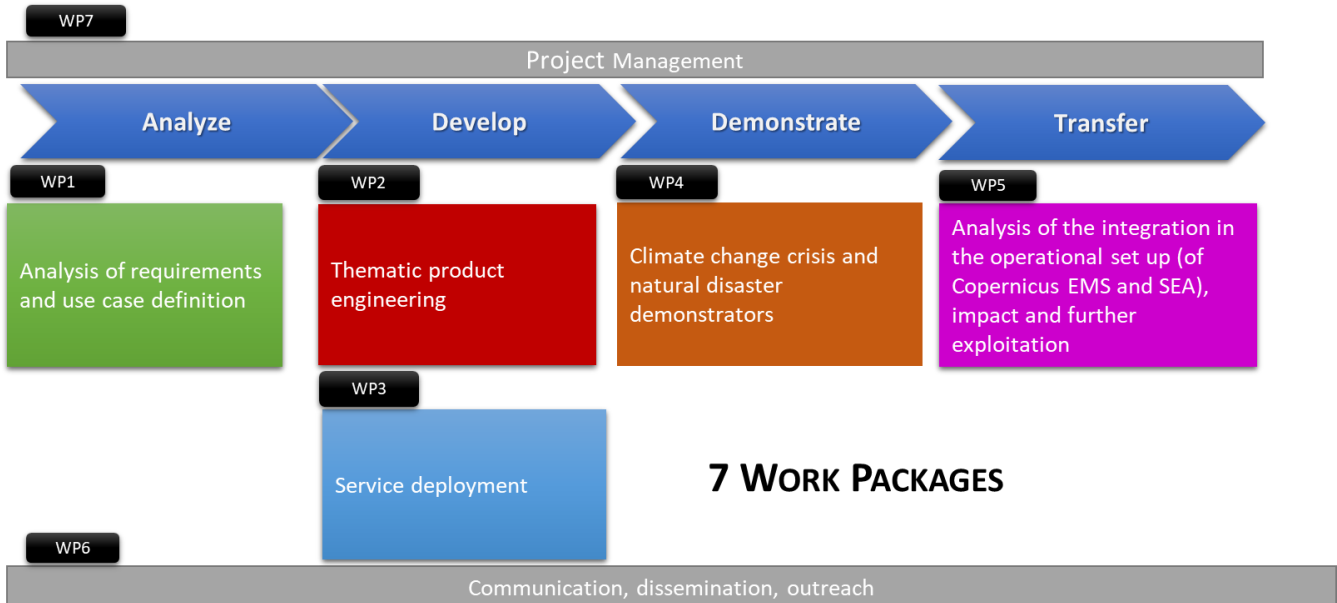 WP7
Project Management
Analyze
Develop
Demonstrate
Transfer
WP1
WP2
WP4
WP5
Analysis of requirements
and use case definition
Thematic product
engineering
Climate change crisis and
natural disaster
demonstrators
Analysis of the integration in
the operational set up (of
Copernicus EMS and SEA),
impact and further
exploitation
WP3
Service deployment
7 WORK PACKAGES
WP6
Communication, dissemination, outreach